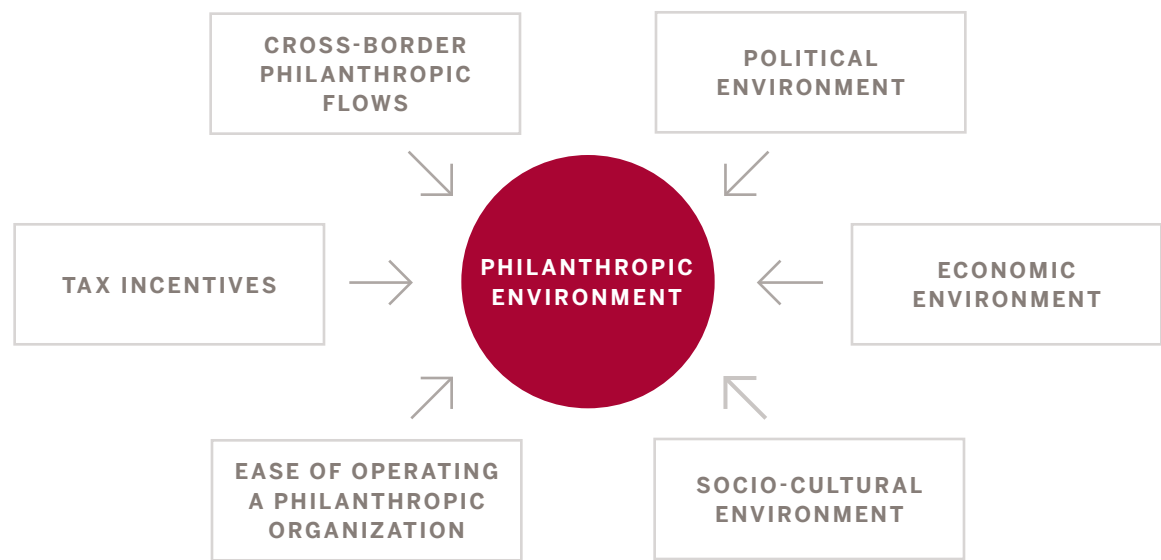 CROSS-BORDER
PHILANTHROPIC
FLOWS
POLITICAL
ENVIRONMENT
TAX INCENTIVES
PHILANTHROPIC
ENVIRONMENT
ECONOMIC
ENVIRONMENT
EASE OF OPERATING
A PHILANTHROPIC
ORGANIZATION
SOCIO-CULTURAL
ENVIRONMENT